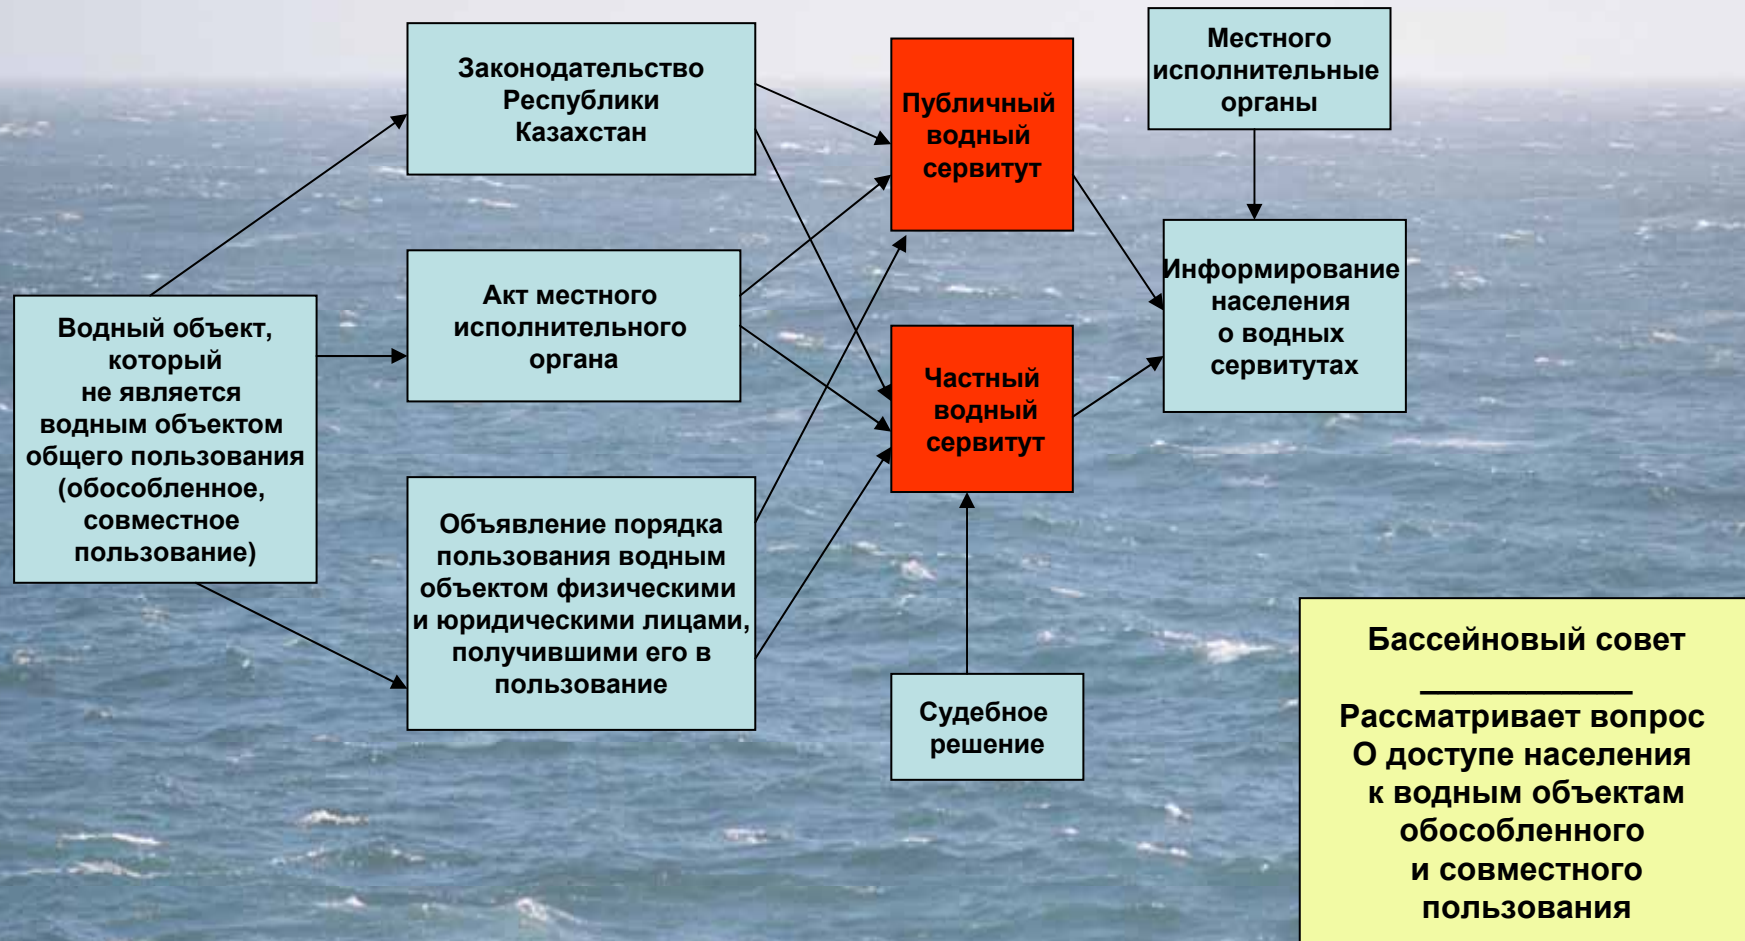 Законодательство
Республики
Казахстан
Публичный
водный
сервитут
Местного
исполнительные
органы
Водный объект,
который
не является
водным объектом
общего пользования
(обособленное,
совместное
пользование)
Акт местного
исполнительного
органа
Частный
водный
сервитут
Информирование
населения
о водных
сервитутах
Объявление порядка
пользования водным
объектом физическими
и юридическими лицами,
получившими его в
пользование
Судебное
решение
Бассейновый совет
Рассматривает вопрос
О доступе населения
к водным объектам
обособленного
и совместного
пользования